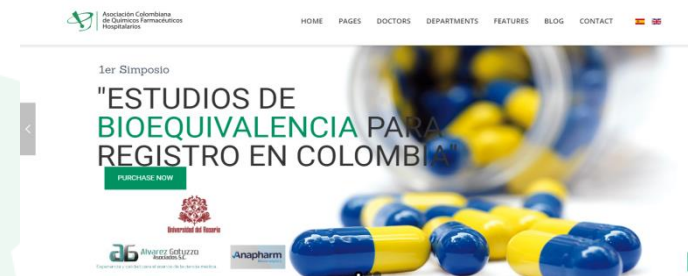 Asociación Colombiana
de Químicos Farmacéuticos
Hospitalarios
HOME PAGES DOCTORS DEPARTMENTS FEATURES BLOG CONTACT
1er Simposio
"ESTUDIOS DE
BIOEQUIVALENCIA PARA
REGISTRO EN COLOMBIA"
PURCHASE NOW
Universidad del Rosario
Alvarez Gotuzzo
Asociados S.C.
Anapharm